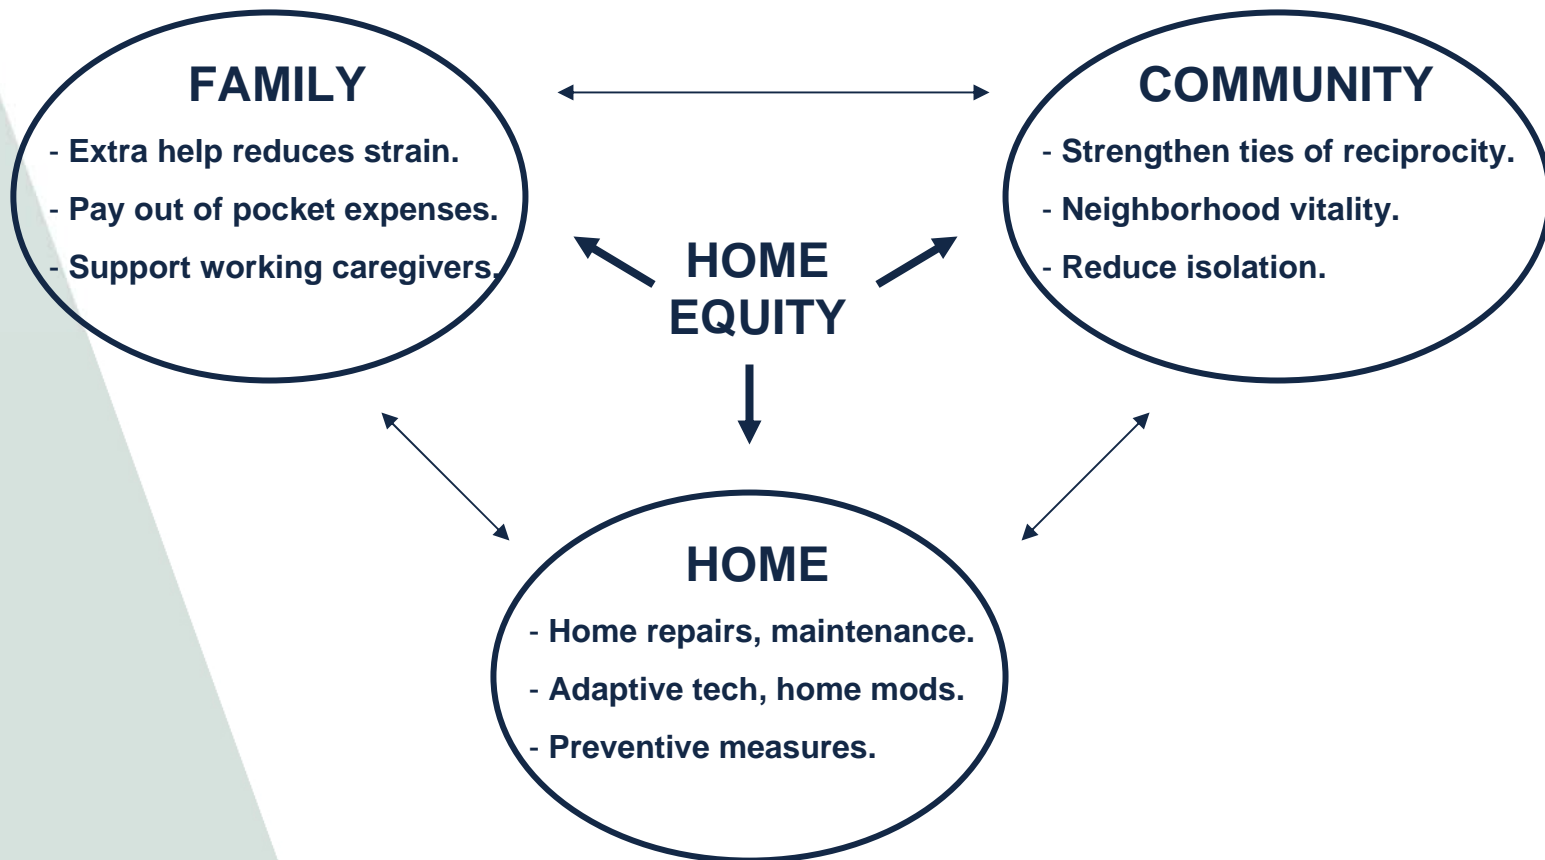 FAMILY
- Extra help reduces strain.
- Pay out of pocket expenses.
- Support working caregivers.
COMMUNITY
- Strengthen ties of reciprocity.
- Neighborhood vitality.
- Reduce isolation.
HOME
EQUITY
HOME
- Home repairs, maintenance.
- Adaptive tech, home mods.
- Preventive measures.